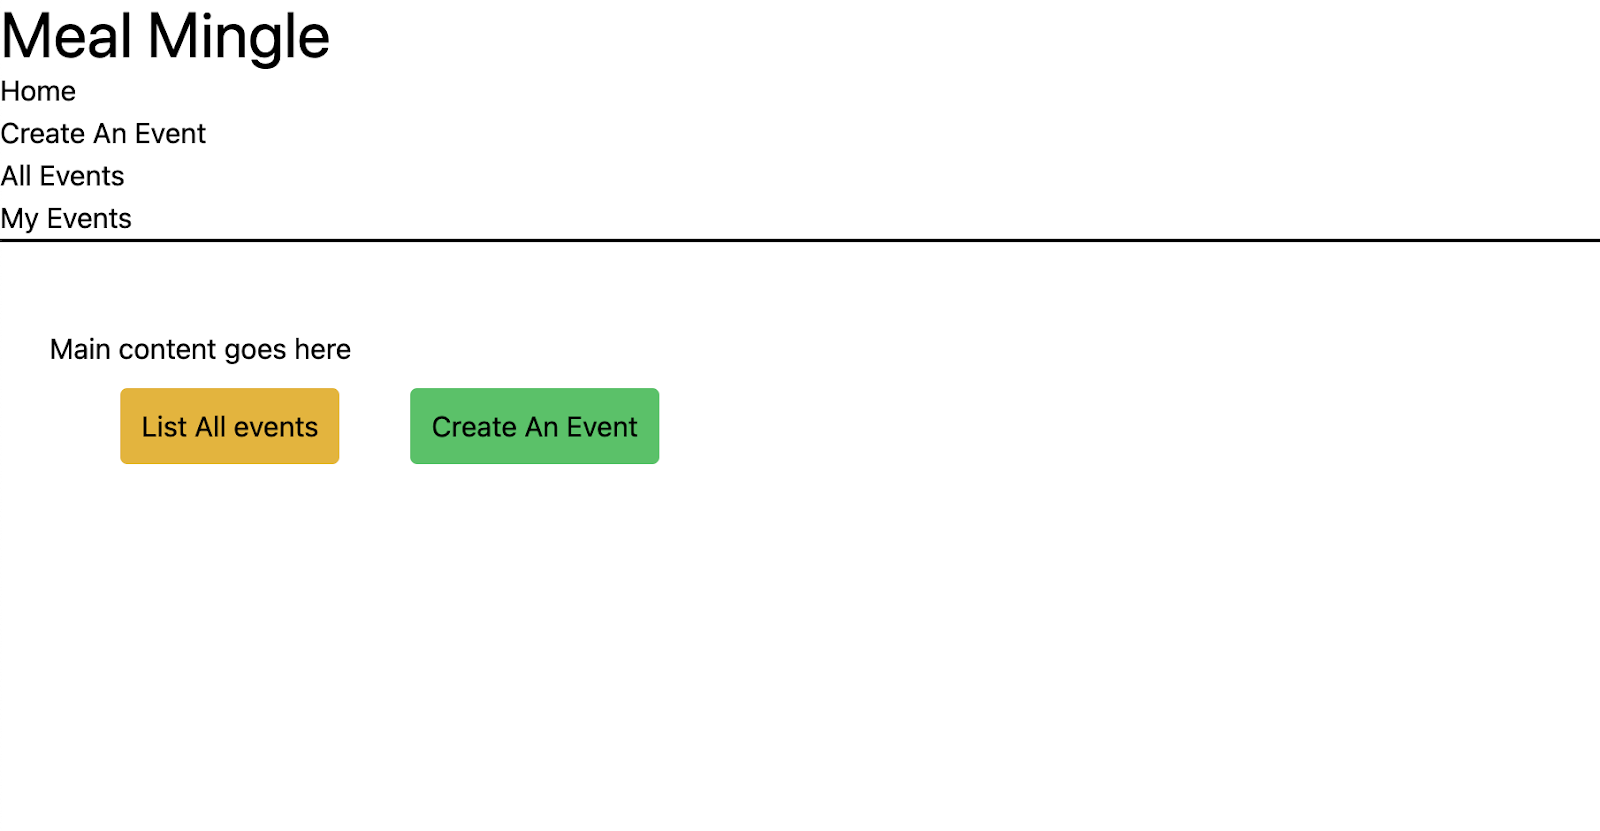 Meal Mingle
Home
Create An Event
All Events
My Events
Main content goes here
List All events
Create An Event